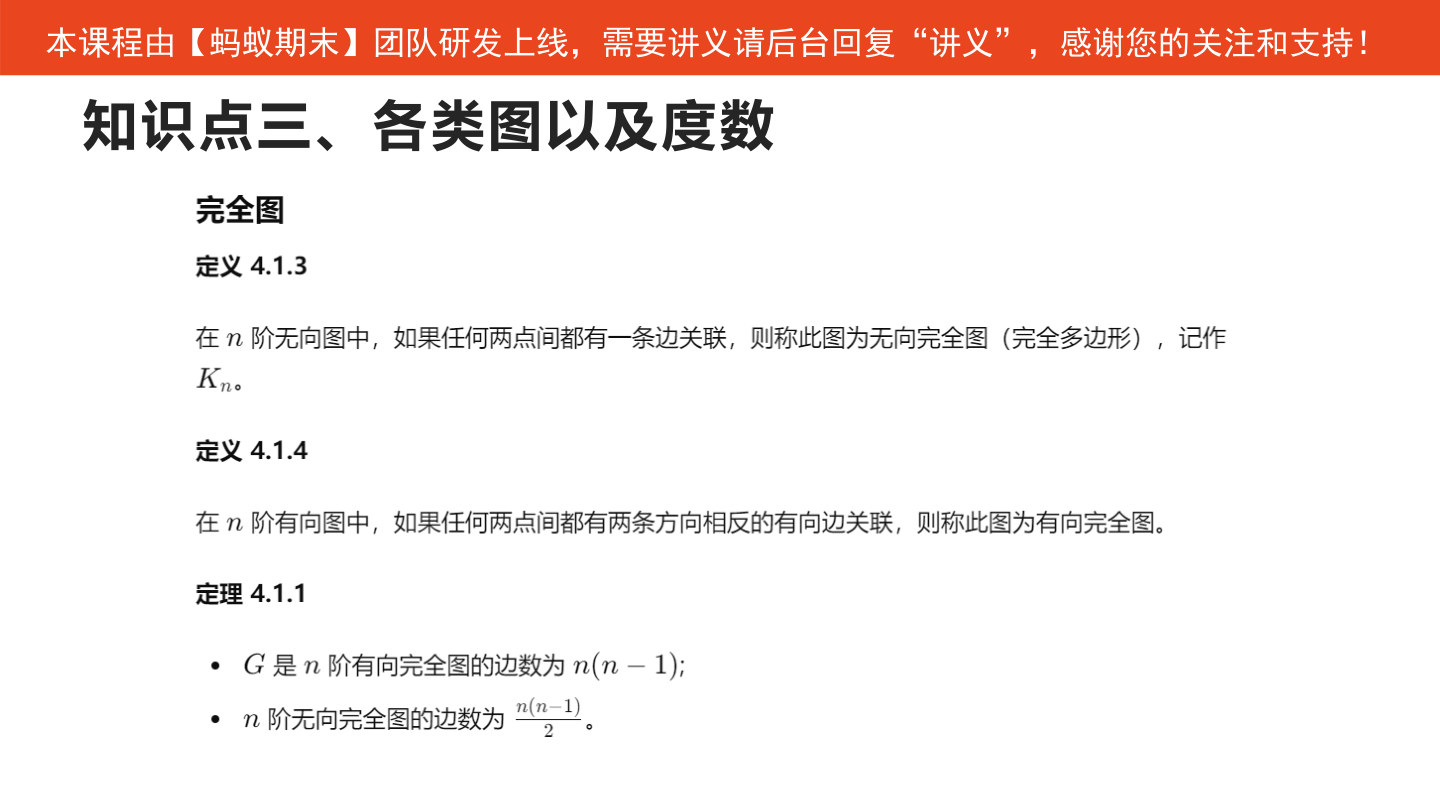 本课程由【蚂蚁期末】团队研发上线，需要讲义请后台回复“讲义”，感谢您的关注和支持！
知识点三、各类图以及度数
完全图
定义 4.1.3
在 n 阶无向图中，如果任何两点间都有一条边关联，则称此图为无向完全图（完全多边形），记作
Kₙ。
定义 4.1.4
在 n 阶有向图中，如果任何两点间都有两条方向相反的有向边关联，则称此图为有向完全图。
定理 4.1.1
• G 是 n 阶有向完全图的边数为 n(n − 1);
• n 阶无向完全图的边数为 n(n−1)/2 。